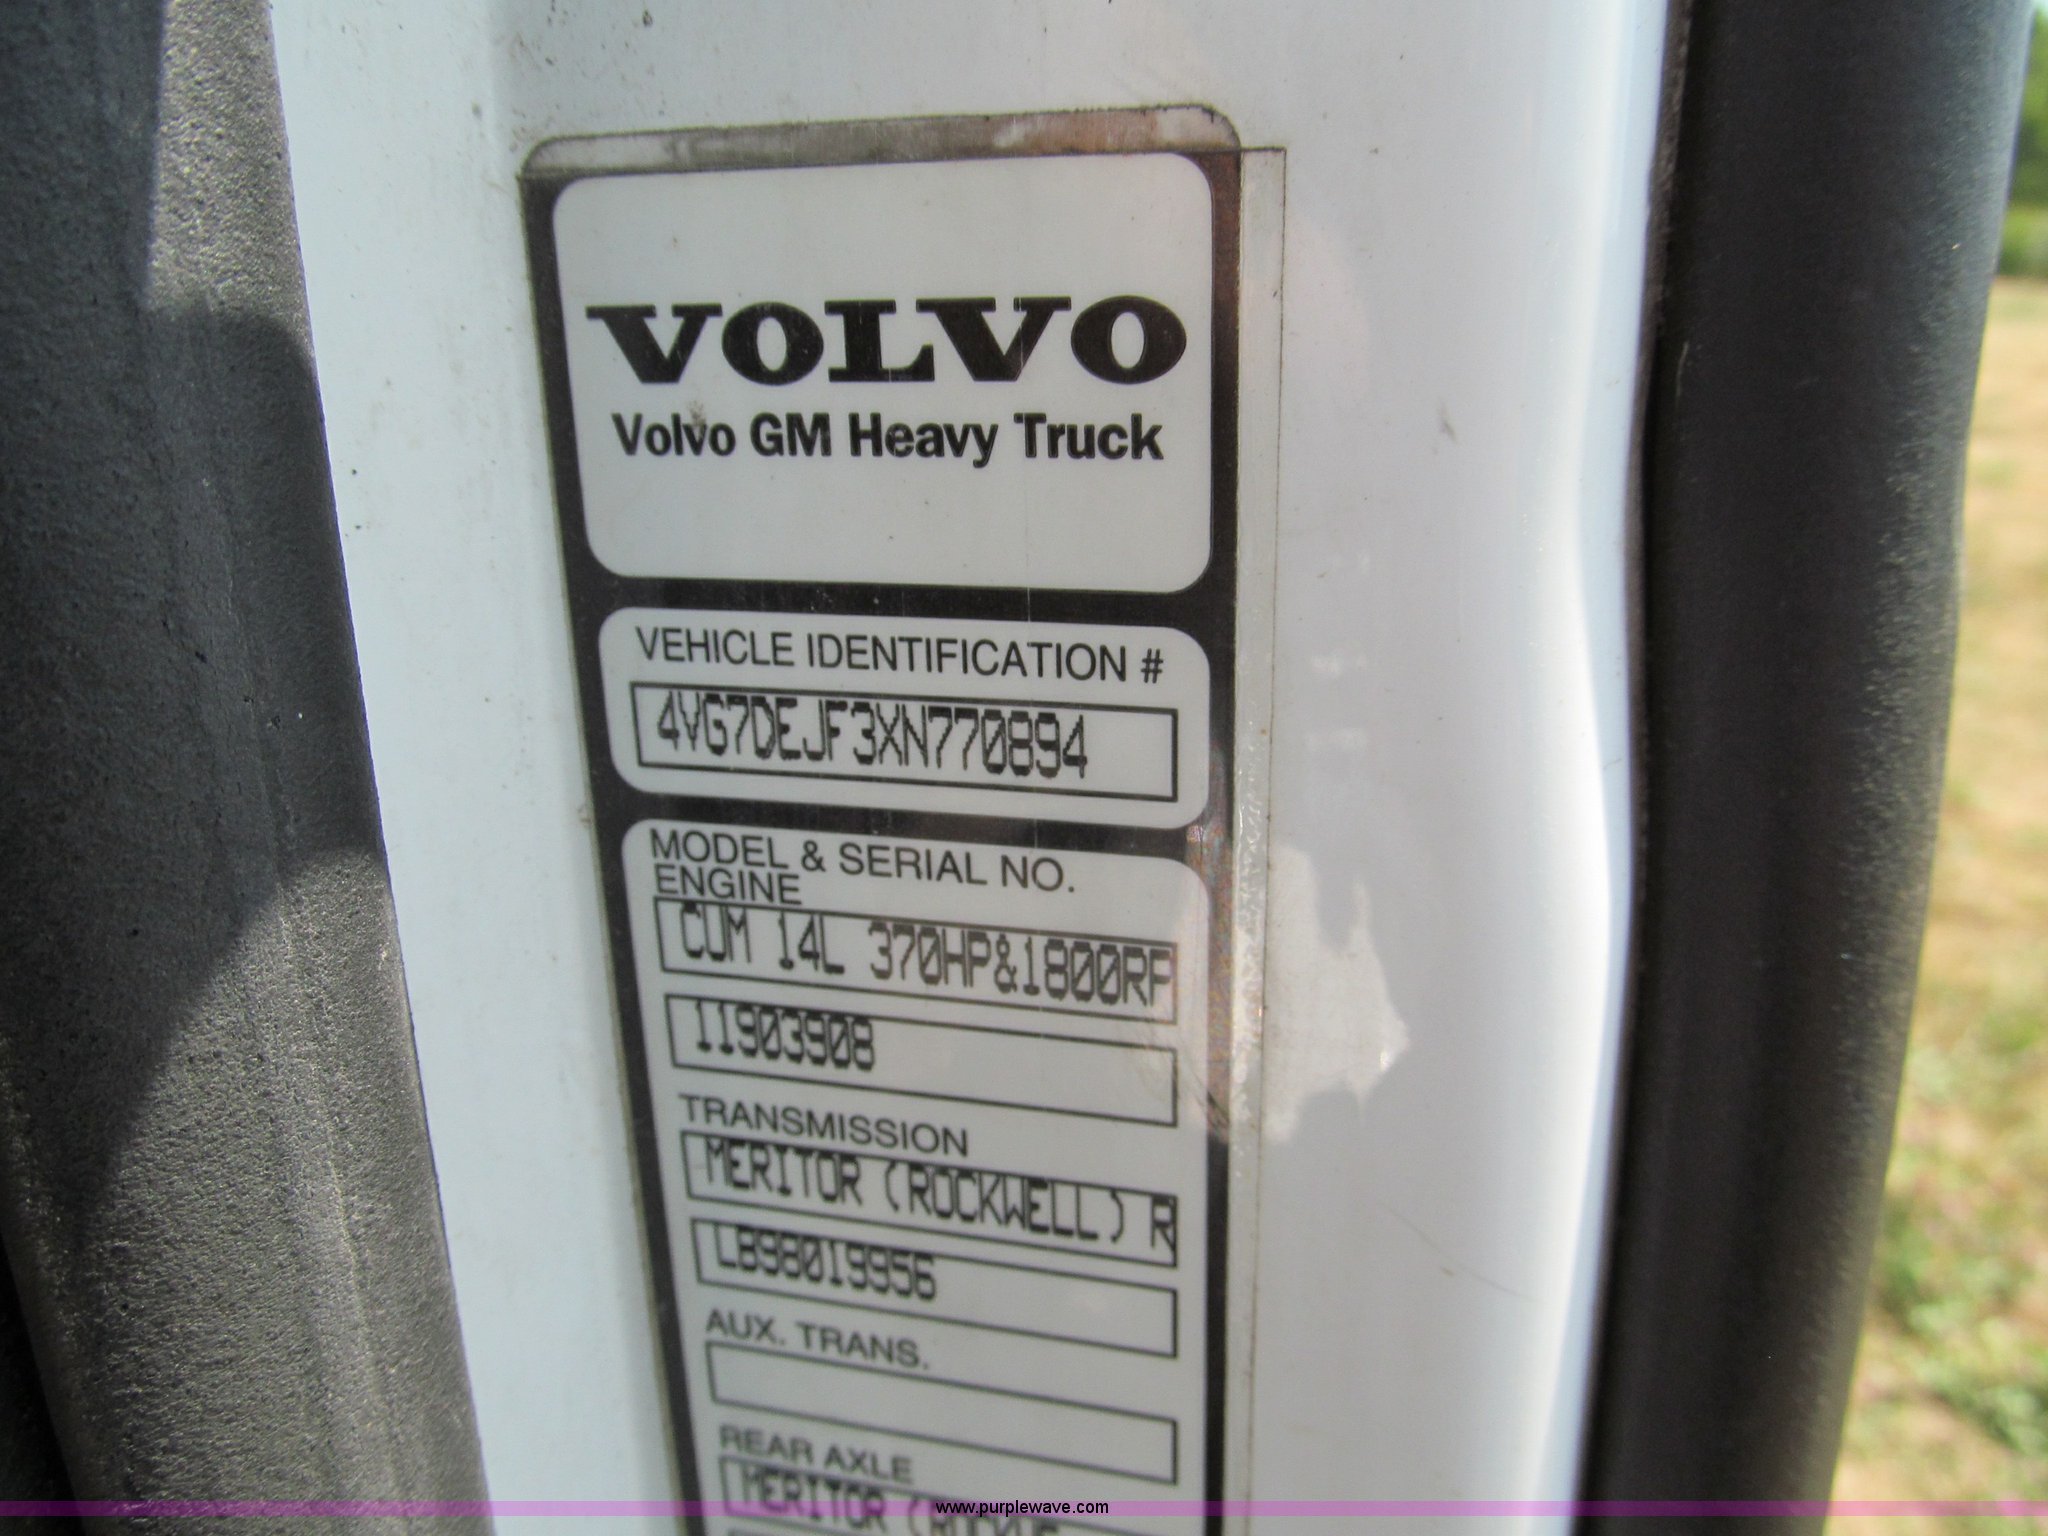 VOLVO
Volvo GM Heavy Truck
VEHICLE IDENTIFICATION #
4VG7DEJF3XN770894
MODEL & SERIAL NO.
ENGINE
CUM 14L 370HP&1800RP
11903908
TRANSMISSION
MERITOR (ROCKWELL) R
LB98019956
AUX. TRANS.
REAR AXLE
MERITOR
www.purplewave.com